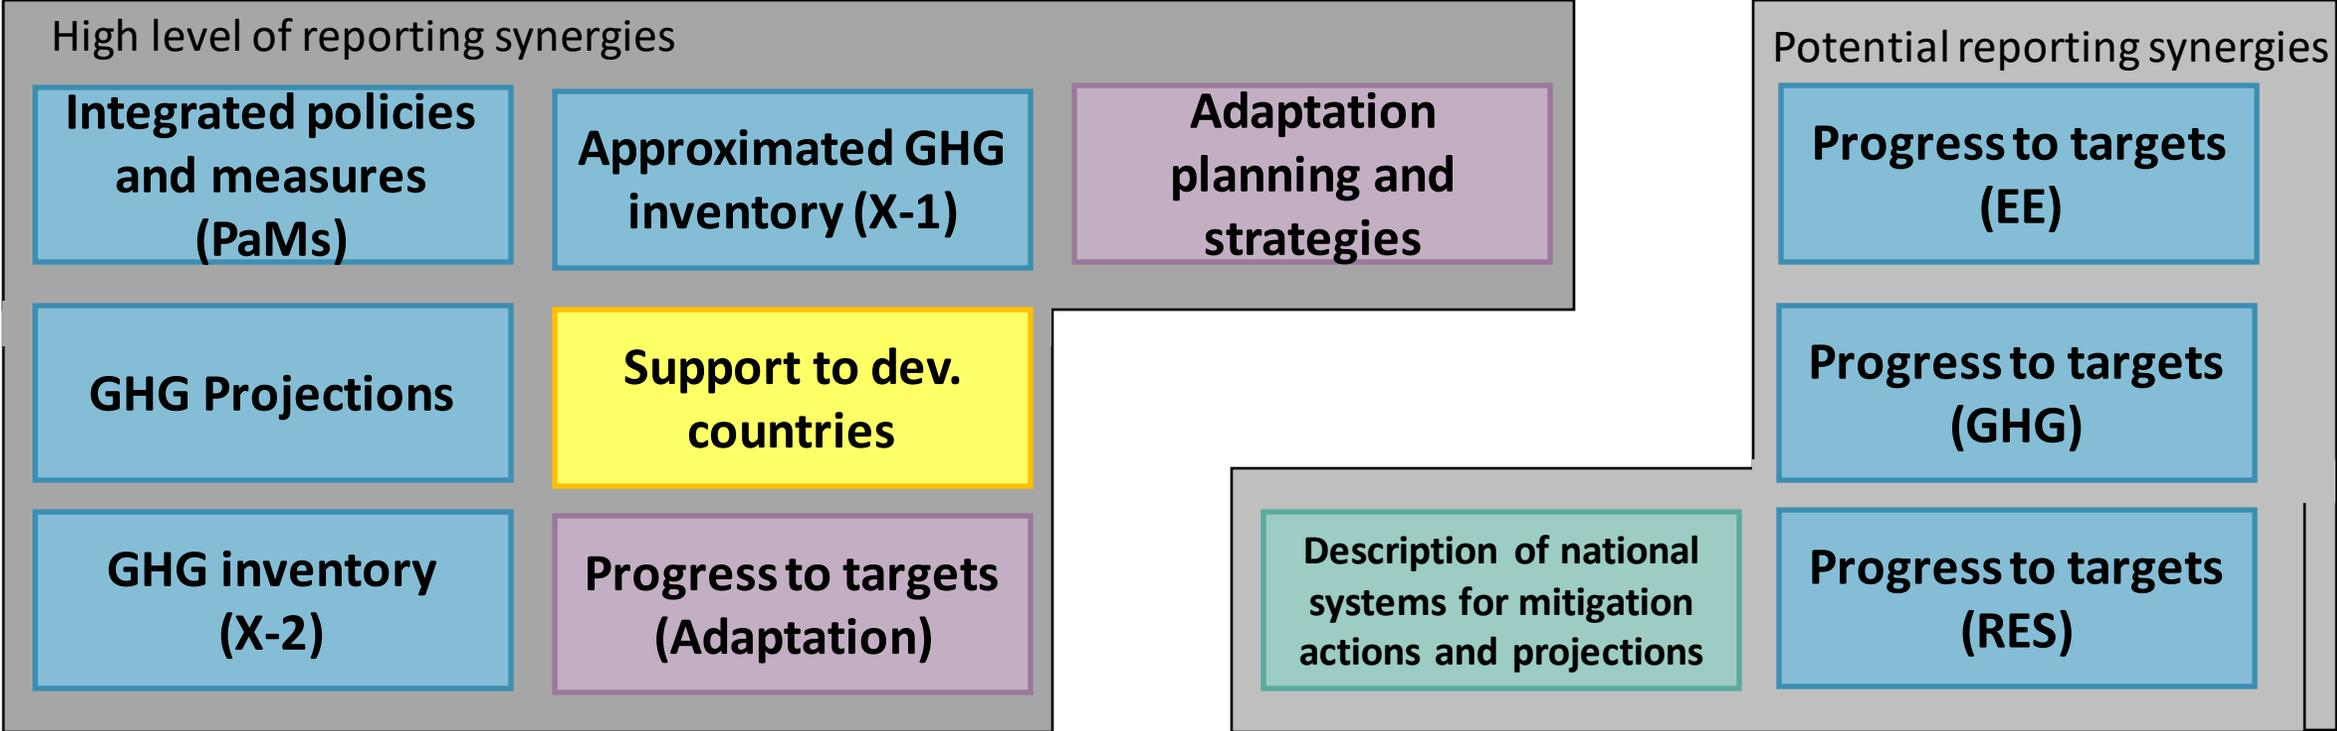 High level of reporting synergies
Integrated policies
and measures
(PaMs)
Approximated GHG
inventory (X-1)
Adaptation
planning and
strategies
GHG Projections
Support to dev.
countries
GHG inventory
(X-2)
Progress to targets
(Adaptation)
Potential reporting synergies
Progress to targets
(EE)
Progress to targets
(GHG)
Description of national
systems for mitigation
actions and projections
Progress to targets
(RES)